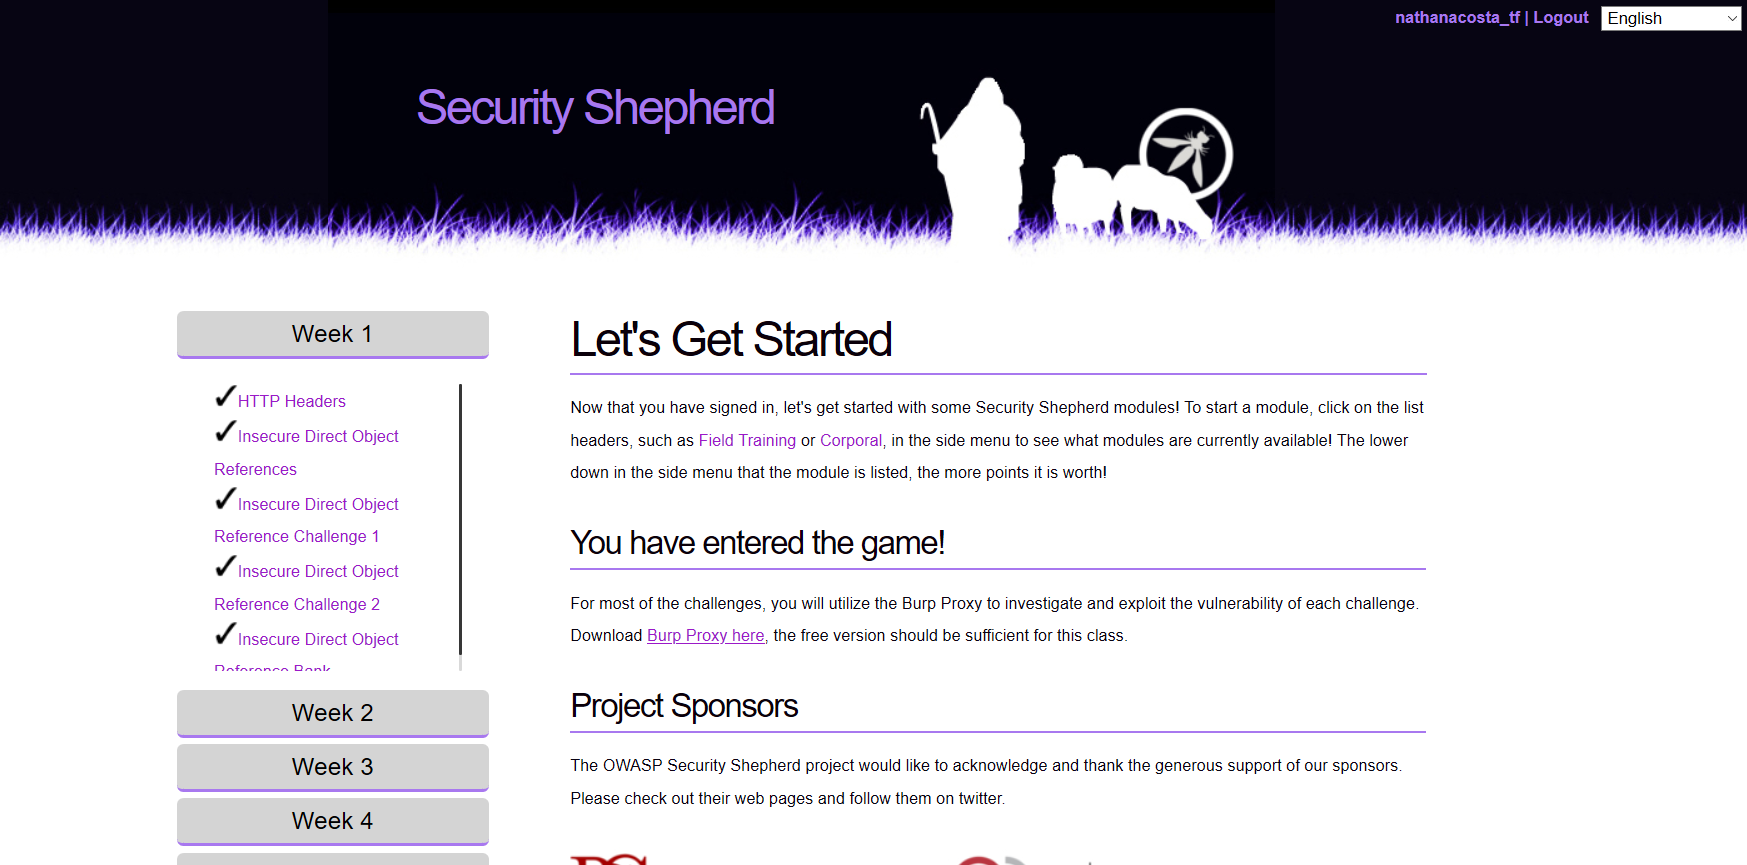 nathanacosta_tf | Logout English
Security Shepherd
Week 1
✓HTTP Headers
✓Insecure Direct Object
References
✓Insecure Direct Object
Reference Challenge 1
✓Insecure Direct Object
Reference Challenge 2
✓Insecure Direct Object
Reference Bank
Week 2
Week 3
Week 4
Let's Get Started
Now that you have signed in, let's get started with some Security Shepherd modules! To start a module, click on the list
headers, such as Field Training or Corporal, in the side menu to see what modules are currently available! The lower
down in the side menu that the module is listed, the more points it is worth!
You have entered the game!
For most of the challenges, you will utilize the Burp Proxy to investigate and exploit the vulnerability of each challenge.
Download Burp Proxy here, the free version should be sufficient for this class.
Project Sponsors
The OWASP Security Shepherd project would like to acknowledge and thank the generous support of our sponsors.
Please check out their web pages and follow them on twitter.